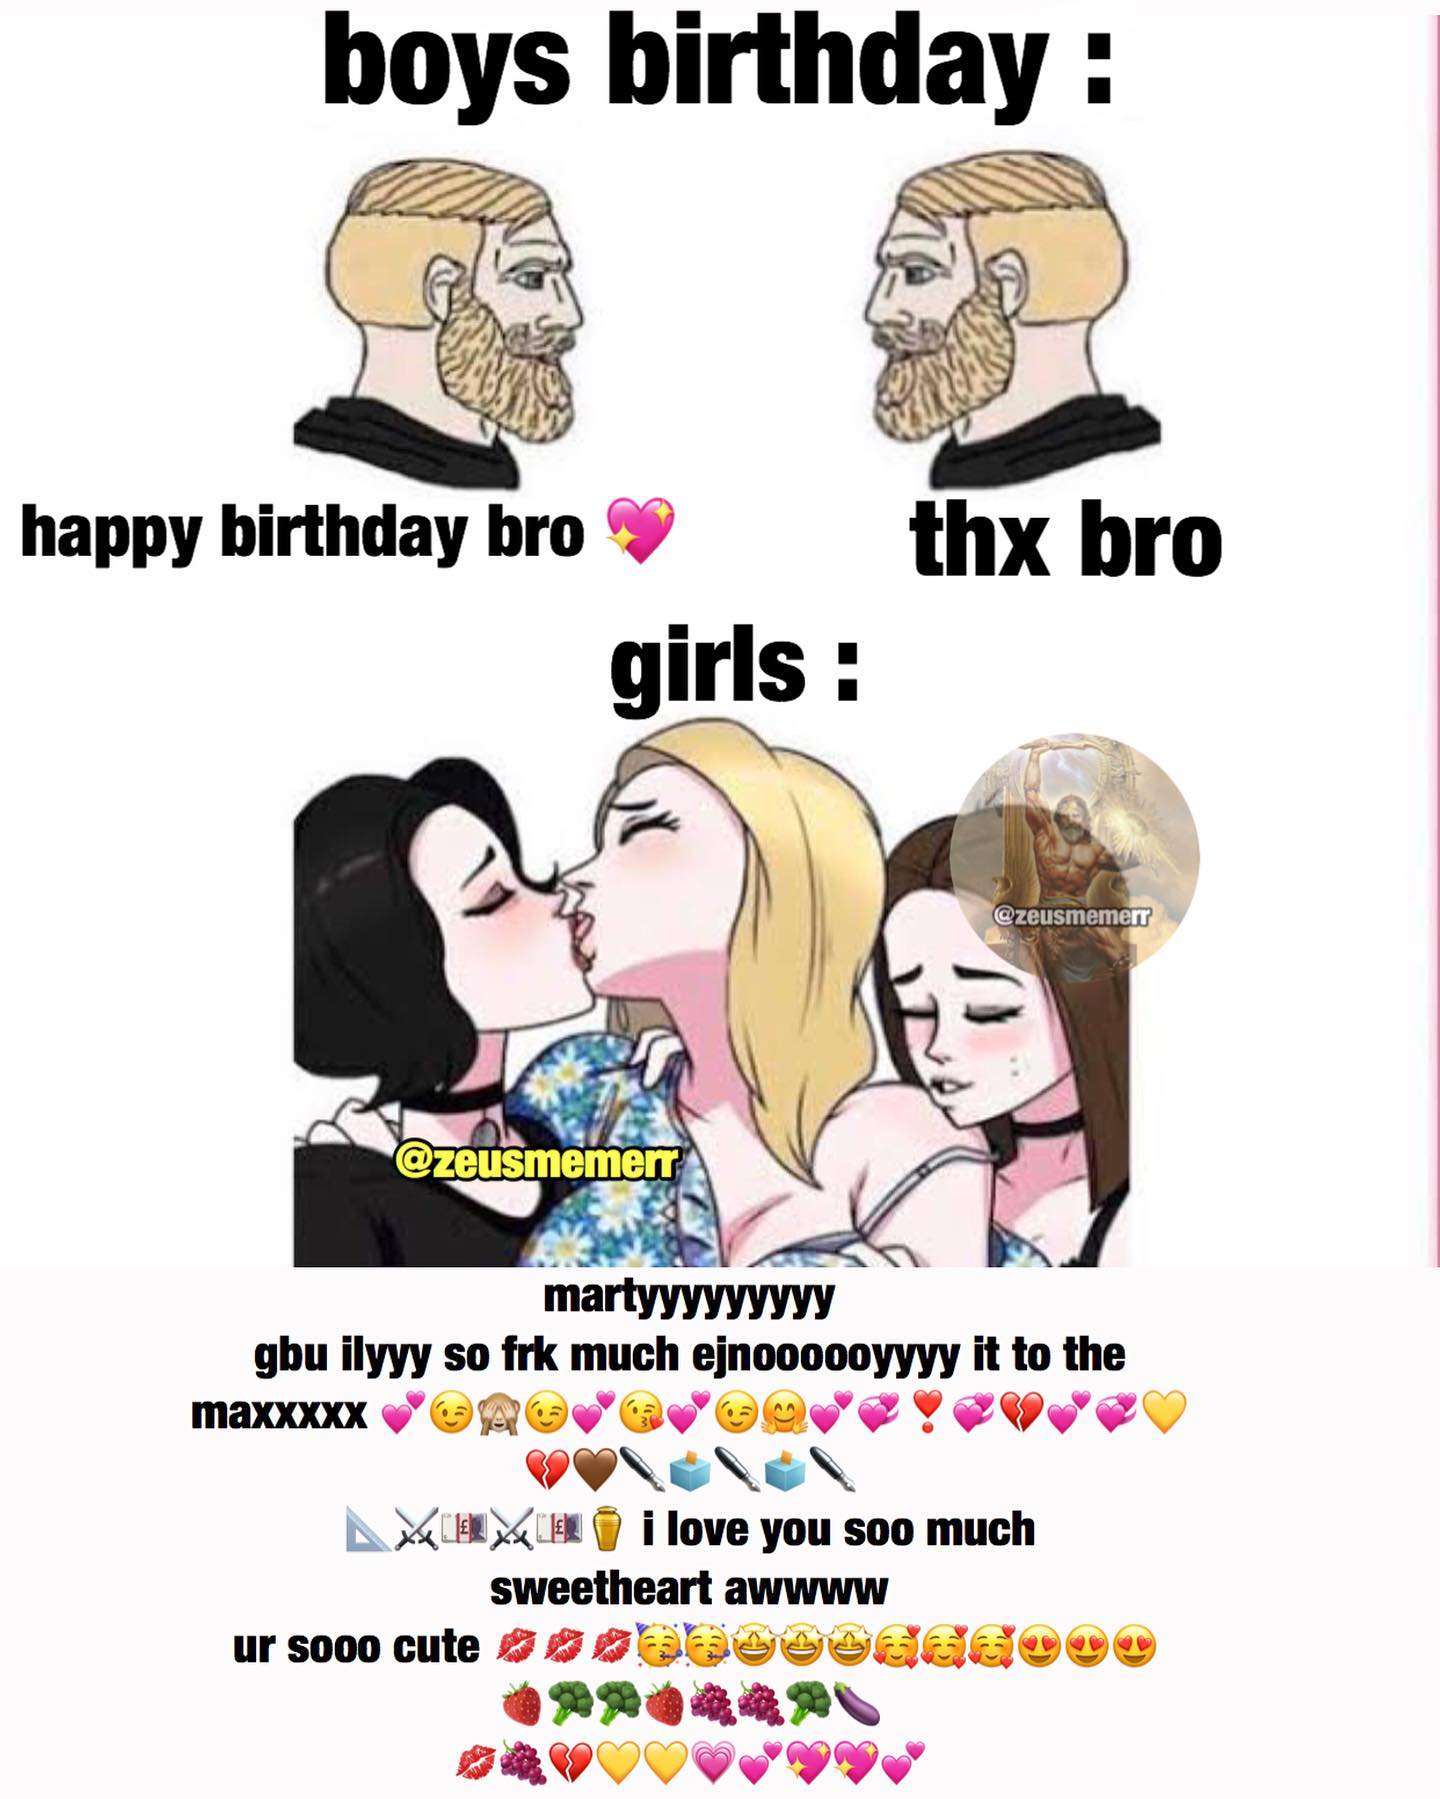 boys birthday :
happy birthday bro 💖
thx bro
girls :
@zeusmemerr
@zeusmemerr
martyyyyyyyyy
gbu ilyyy so frk much ejnoooooyyyy it to the
maxxxxx 💕😉🙈😉💕😘💕😉🤗💕💞❣️💞💔💕💞💛
💔🤎🖋️🗳️🖋️🗳️🖋️
📐⚔️💷⚔️💷⚱️ i love you soo much
sweetheart awwww
ur sooo cute 💋💋💋🥳🥳🤩🤩🤩🥰🥰🥰😍😍😍
🍓🥦🥦🍓🍇🍇🥦🍆
💋🍇💔💛💛💗💕💖💖💕